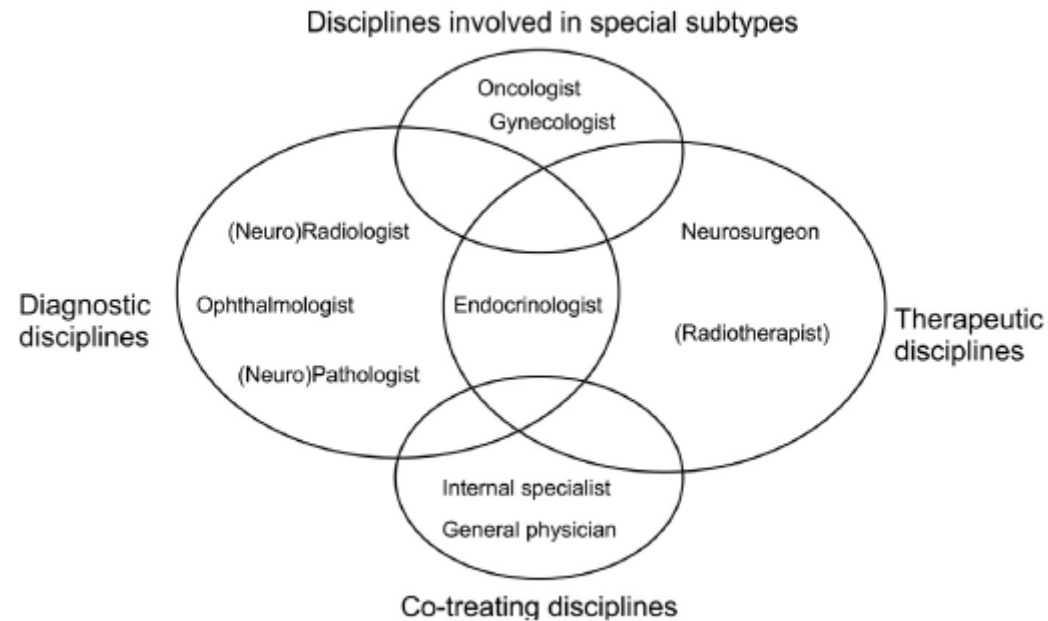 Disciplines involved in special subtypes
Oncologist
Gynecologist
(Neuro)Radiologist
Neurosurgeon
Diagnostic
disciplines
Ophthalmologist
Endocrinologist
(Radiotherapist)
Therapeutic
disciplines
(Neuro)Pathologist
Internal specialist
General physician
Co-treating disciplines